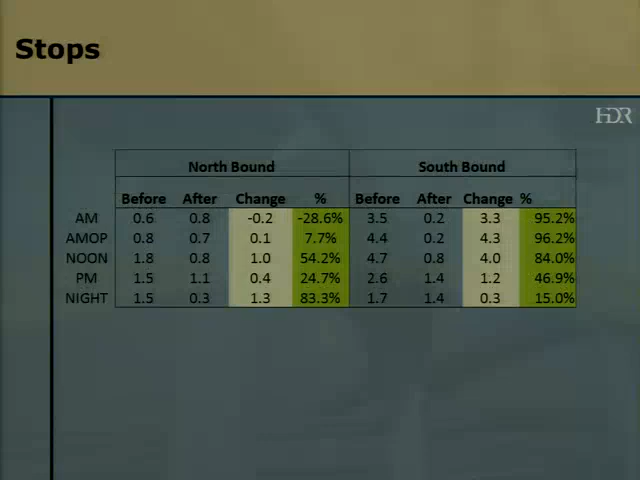 Stops
HDR
North Bound South Bound
Before After Change % Before After Change %
AM 0.6 0.8 -0.2 -28.6% 3.5 0.2 3.3 95.2%
AMOP 0.8 0.7 0.1 7.7% 4.4 0.2 4.3 96.2%
NOON 1.8 0.8 1.0 54.2% 4.7 0.8 4.0 84.0%
PM 1.5 1.1 0.4 24.7% 2.6 1.4 1.2 46.9%
NIGHT 1.5 0.3 1.3 83.3% 1.7 1.4 0.3 15.0%